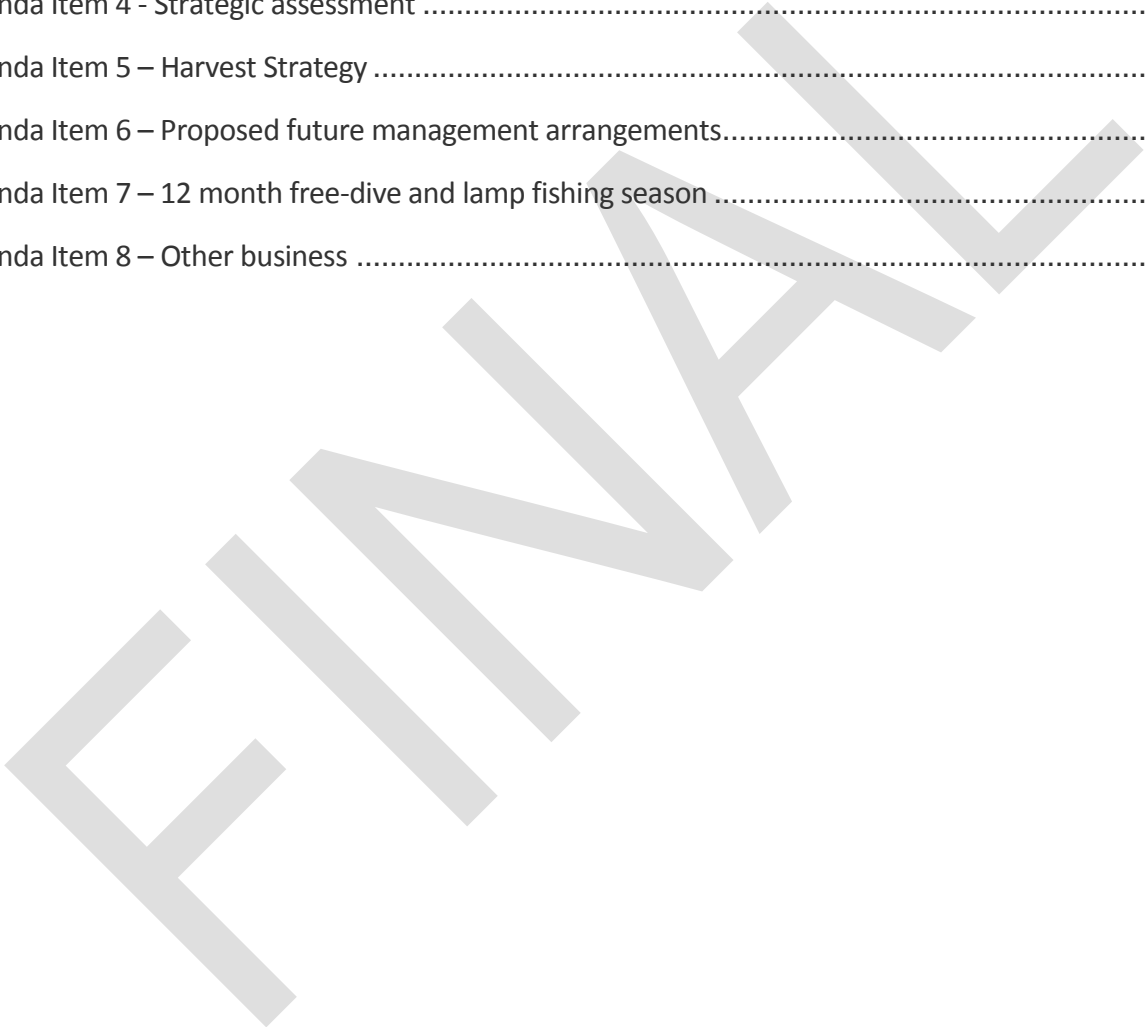 nda Item 4 - Strategic assessment ................................................................................................
nda Item 5 – Harvest Strategy ......................................................................................................
nda Item 6 – Proposed future management arrangements.....................................................
nda Item 7 – 12 month free-dive and lamp fishing season ......................................................
nda Item 8 – Other business ........................................................................................................
FINAL